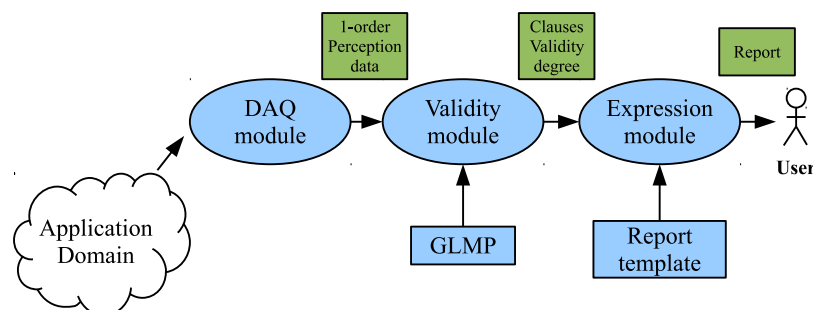 1-order
Perception
data
Clauses
Validity
degree
Report
DAQ
module
Validity
module
Expression
module
User
Application
Domain
GLMP
Report
template